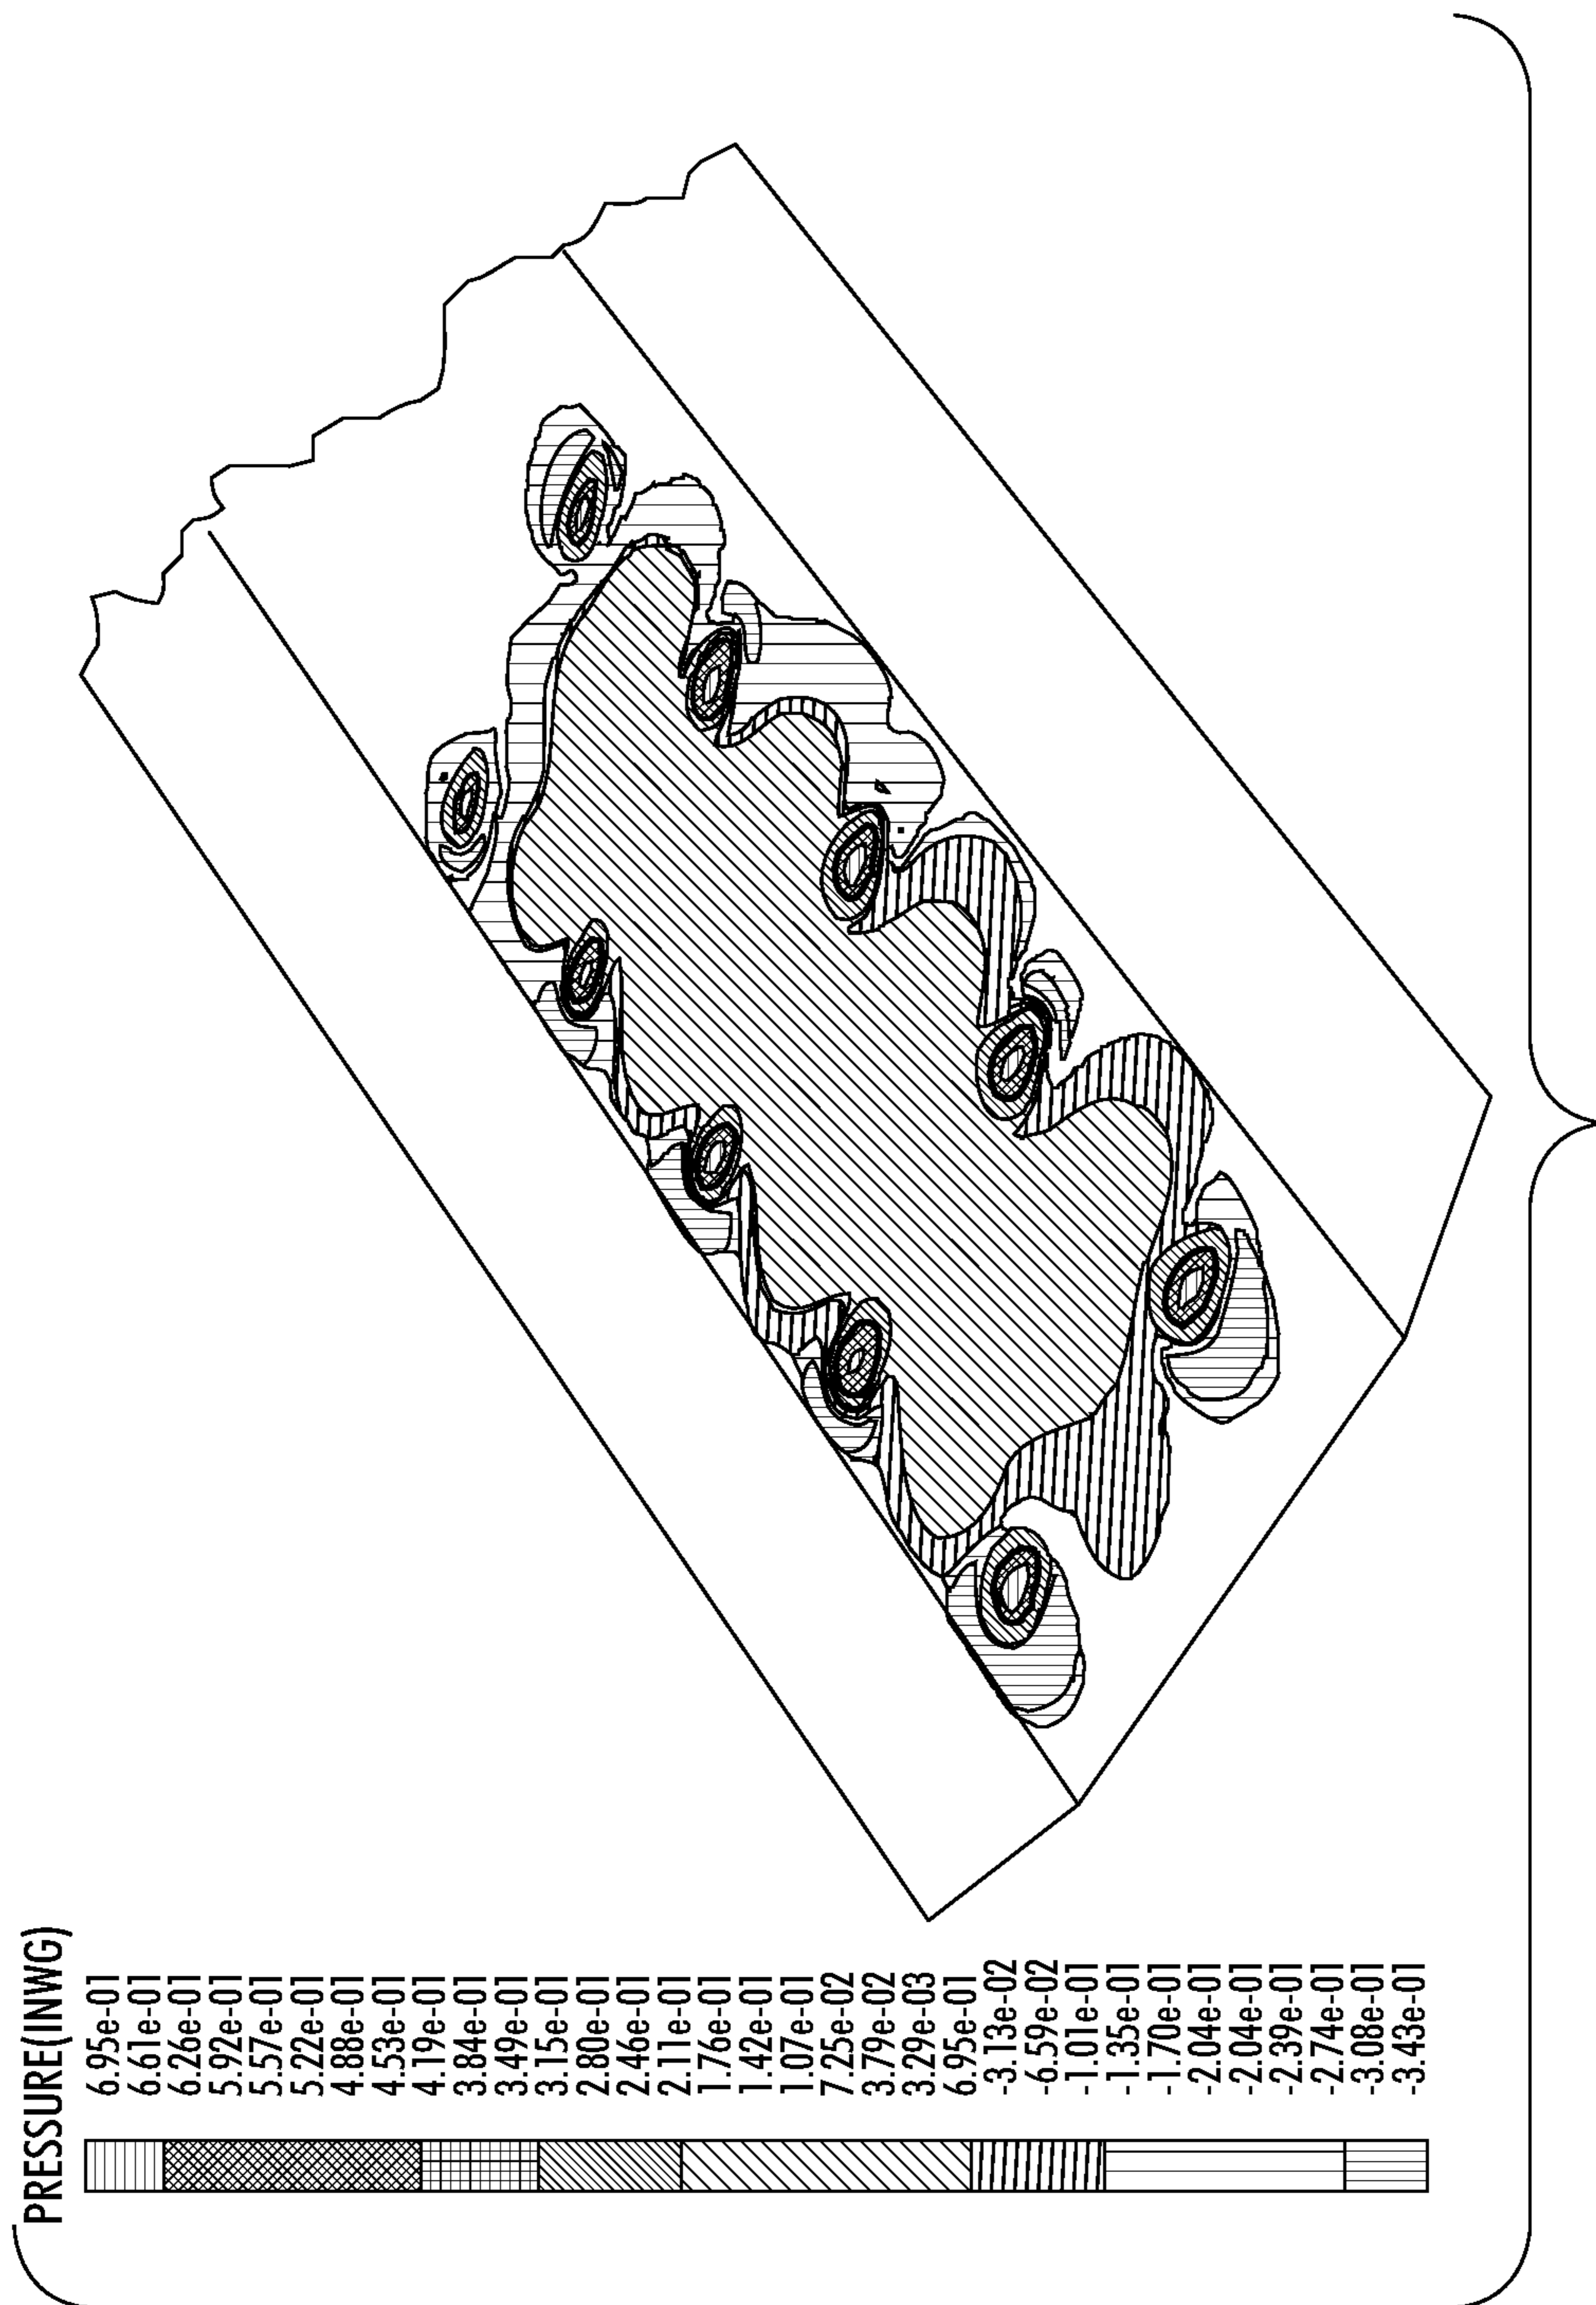 PRESSURE(INWG)
6.95e-01
6.61e-01
6.26e-01
5.92e-01
5.57e-01
5.22e-01
4.88e-01
4.53e-01
4.19e-01
3.84e-01
3.49e-01
3.15e-01
2.80e-01
2.46e-01
2.11e-01
1.76e-01
1.42e-01
1.07e-01
7.25e-02
3.79e-02
3.29e-03
6.95e-01
-3.13e-02
-6.59e-02
-1.01e-01
-1.35e-01
-1.70e-01
-2.04e-01
-2.04e-01
-2.39e-01
-2.74e-01
-3.08e-01
-3.43e-01